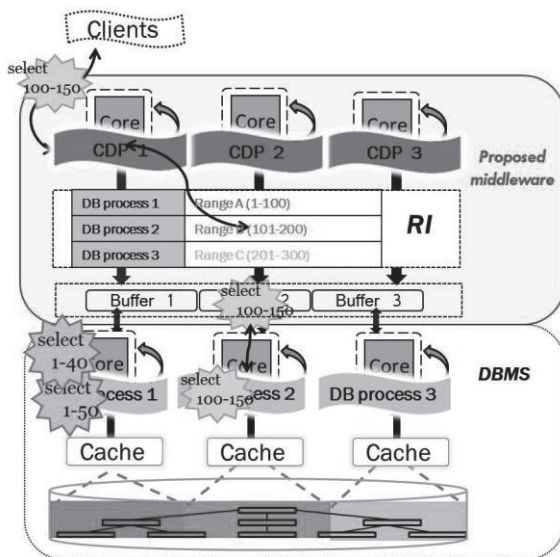 Clients
select
100-150
Core Core Core
CDP 1 CDP 2 CDP 3
Proposed
middleware
DB process 1 Range A (1-100)
DB process 2 (101-200)
DB process 3 Range C (201-300)
RI
Buffer 1 2 Buffer 3
select
100-150
select
1-40
select
1-50
Core Core
select
100-150
1 2 DB process 3
DBMS
Cache Cache Cache